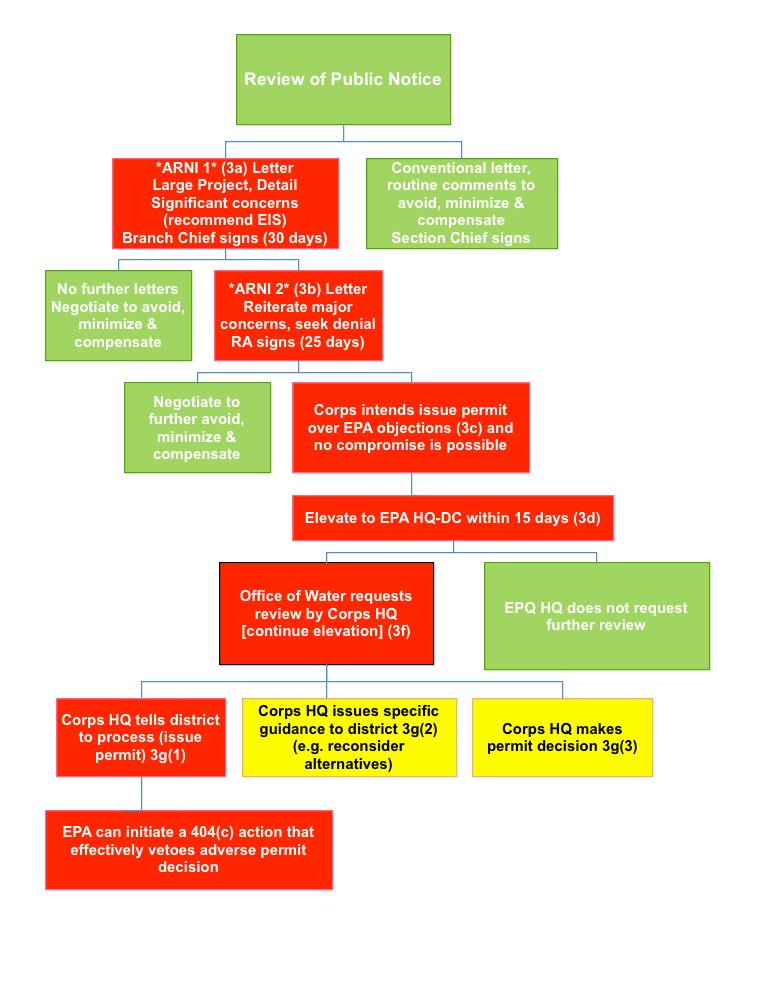 Review of Public Notice
*ARNI 1* (3a) Letter
Large Project, Detail
Significant concerns
(recommend EIS)
Branch Chief signs (30 days)
Conventional letter,
routine comments to
avoid, minimize &
compensate
Section Chief signs
No further letters
Negotiate to avoid,
minimize &
compensate
*ARNI 2* (3b) Letter
Reiterate major
concerns, seek denial
RA signs (25 days)
Negotiate to
further avoid,
minimize &
compensate
Corps intends issue permit
over EPA objections (3c) and
no compromise is possible
Elevate to EPA HQ-DC within 15 days (3d)
Office of Water requests
review by Corps HQ
[continue elevation] (3f)
EPQ HQ does not request
further review
Corps HQ tells district
to process (issue
permit) 3g(1)
Corps HQ issues specific
guidance to district 3g(2)
(e.g. reconsider
alternatives)
Corps HQ makes
permit decision 3g(3)
EPA can initiate a 404(c) action that
effectively vetoes adverse permit
decision